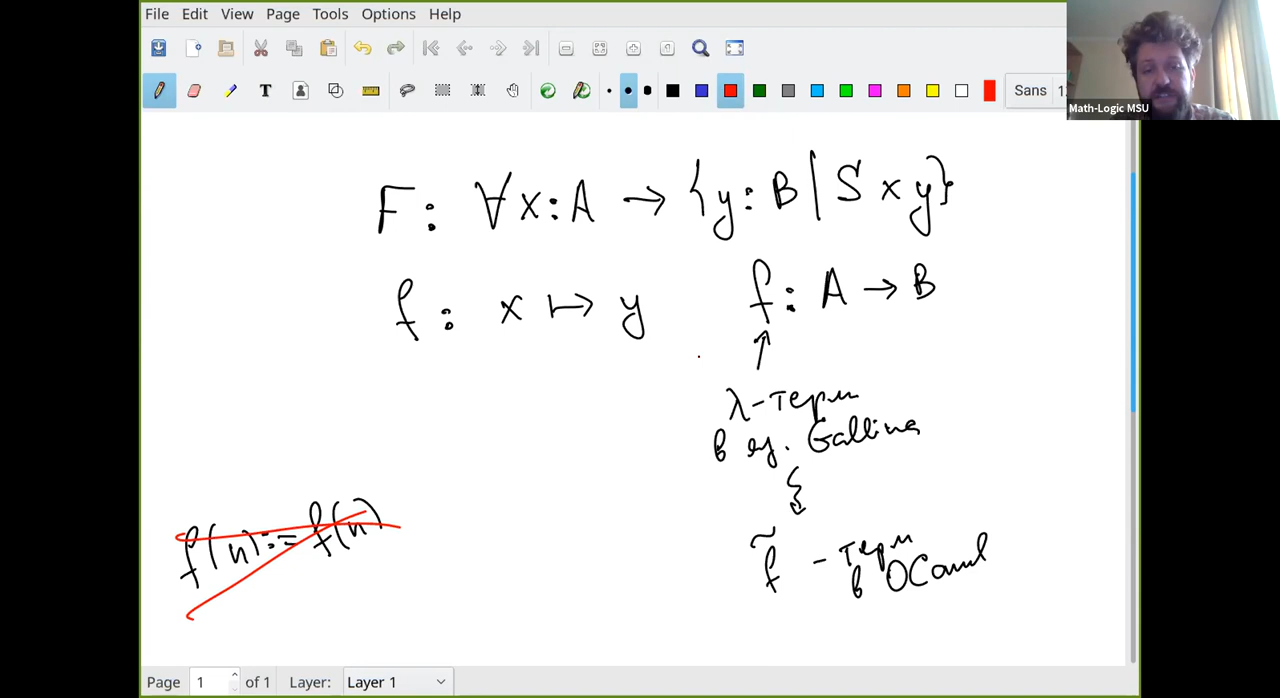 File Edit View Page Tools Options Help
Sans 1
Math-Logic MSU
F: ∀x:A → {y:B | S x y}
f: x ↦ y
f: A → B
↑
λ-терм
в яз. Gallina
f̃ - терм
в OCaml
f(n) := f(n)
Page 1 of 1 Layer: Layer 1